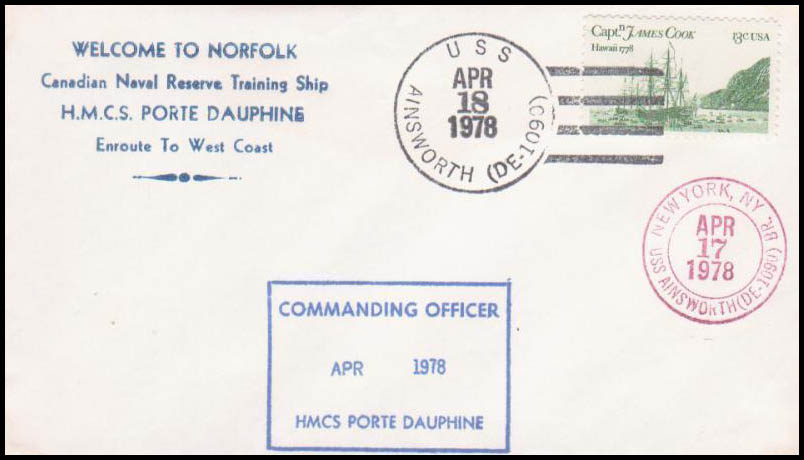 WELCOME TO NORFOLK
Canadian Naval Reserve Training Ship
H.M.C.S. PORTE DAUPHINE
Enroute To West Coast
USS
APR
18
1978
AINSWORTH (DE-1090)
Capt.n JAMES COOK
Hawaii 1778
13c USA
NEW YORK, NY. BR.
APR
17
1978
USS AINSWORTH (DE-1090)
COMMANDING OFFICER
APR 1978
HMCS PORTE DAUPHINE